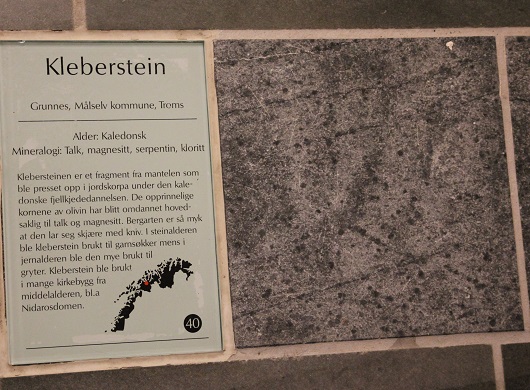 Kleberstein
Grunnes, Målselv kommune, Troms
Alder: Kaledonsk
Mineralogi: Talk, magnesitt, serpentin, kloritt
Klebersteinen er et fragment fra mantelen som
ble presset opp i jordskorpa under den kale-
donske fjellkjededannelsen. De opprinnelige
kornene av olivin har blitt omdannet hoved-
saklig til talk og magnesitt. Bergarten er så myk
at den lar seg skjære med kniv. I steinalderen
ble kleberstein brukt til garnsøkker mens i
jernalderen ble den mye brukt til
gryter. Kleberstein ble brukt
i mange kirkebygg fra
middelalderen, bl.a
Nidarosdomen.
40